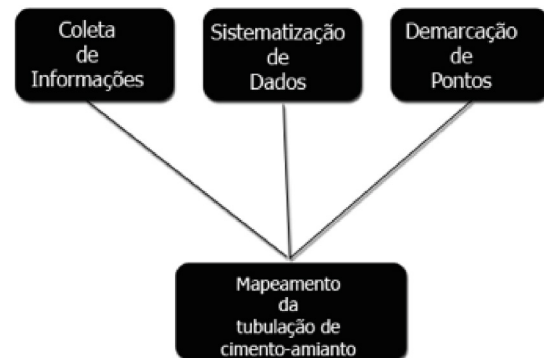 Coleta
de
Informações
Sistematização
de
Dados
Demarcação
de
Pontos
Mapeamento
da
tubulação de
cimento-amianto